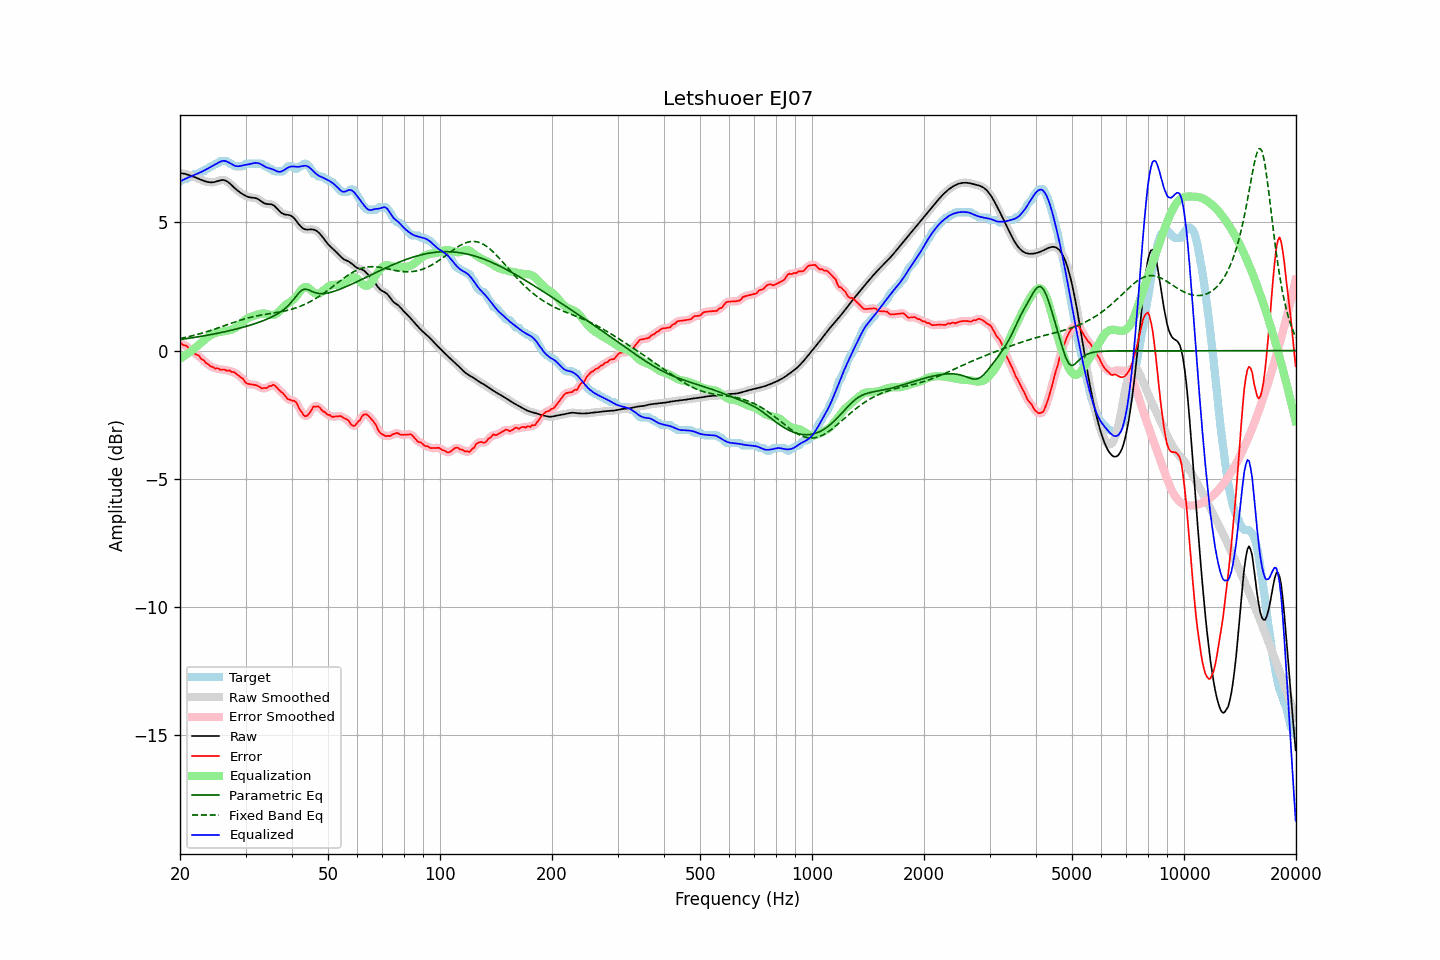 Letshuoer EJ07
Amplitude (dBr)
5
0
−5
−10
−15
Target
Raw Smoothed
Error Smoothed
Raw
Error
Equalization
Parametric Eq
Fixed Band Eq
Equalized
20 50 100 200 500 1000 2000 5000 10000 20000
Frequency (Hz)